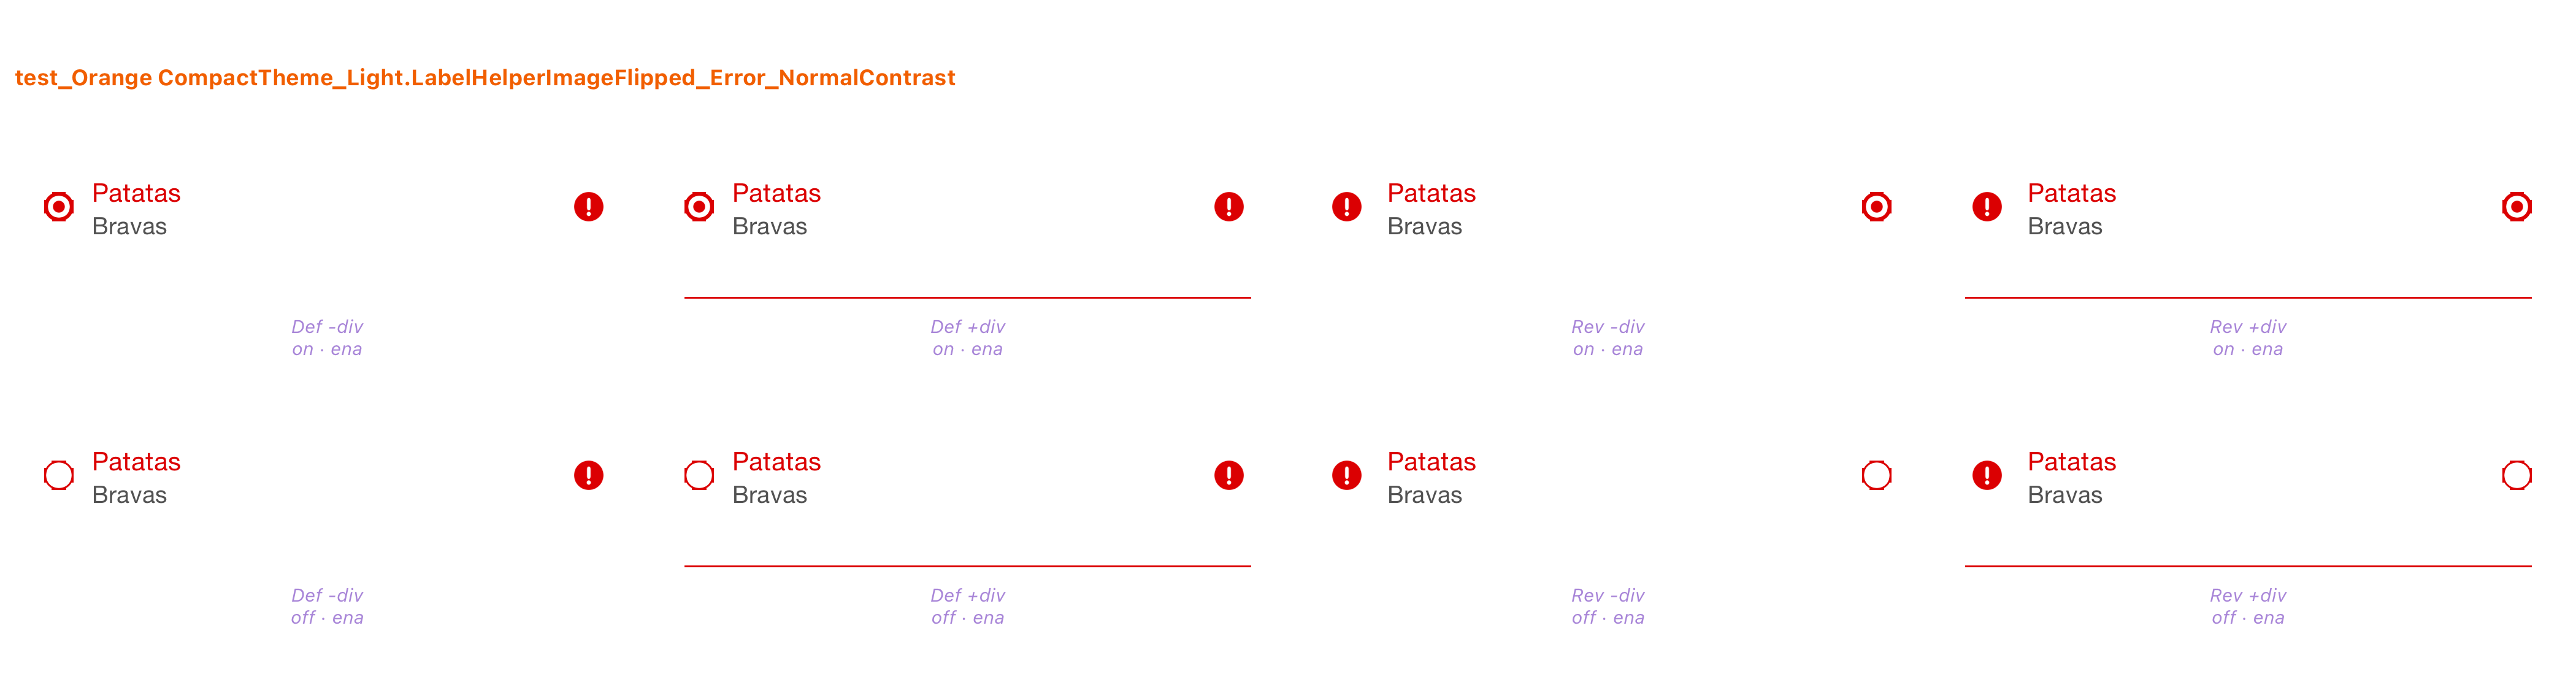 test_Orange CompactTheme_Light.LabelHelperImageFlipped_Error_NormalContrast
Patatas
Bravas
Def -div
on · ena
Patatas
Bravas
Def +div
on · ena
Patatas
Bravas
Rev -div
on · ena
Patatas
Bravas
Rev +div
on · ena
Patatas
Bravas
Def -div
off · ena
Patatas
Bravas
Def +div
off · ena
Patatas
Bravas
Rev -div
off · ena
Patatas
Bravas
Rev +div
off · ena